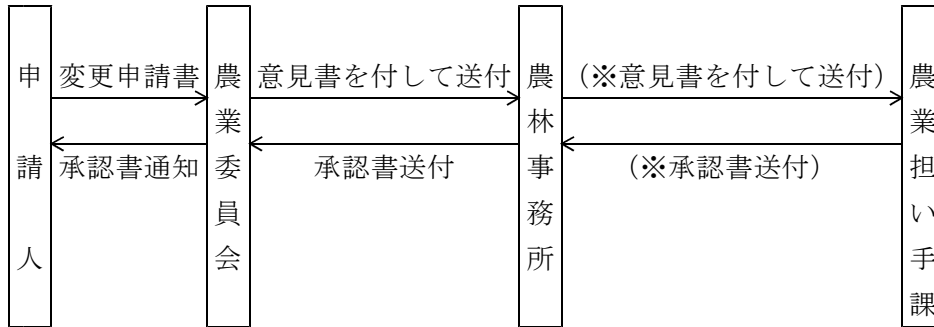 申請人
変更申請書
承認書通知
農業委員会
意見書を付して送付
承認書送付
農林事務所
(※意見書を付して送付)
(※承認書送付)
農業担い手課